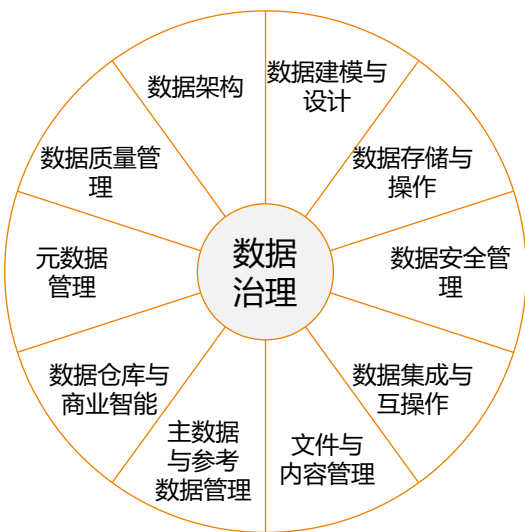 数据架构
数据建模与
设计
数据存储与
操作
数据安全管
理
数据集成与
互操作
文件与
内容管理
主数据
与参考
数据管理
数据仓库与
商业智能
元数据
管理
数据质量管
理
数据
治理